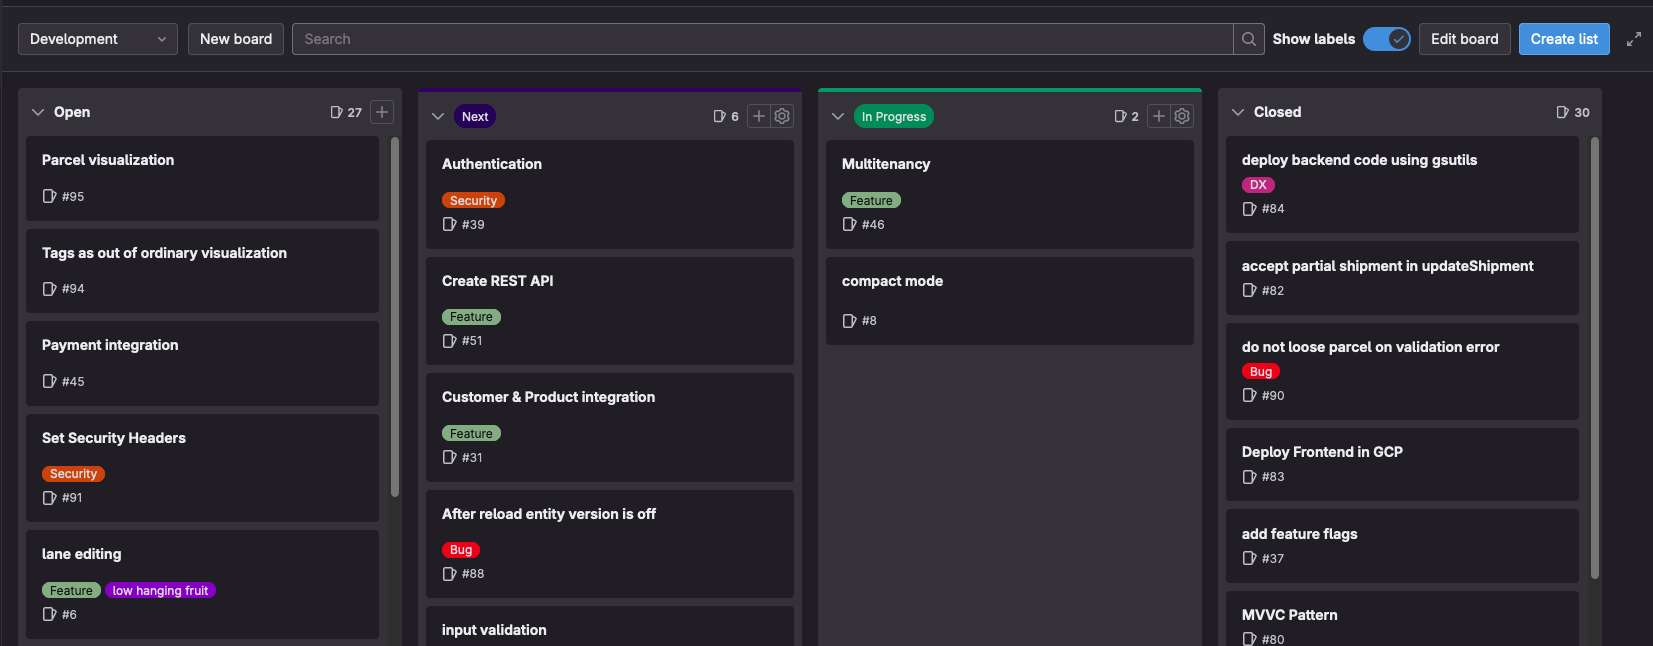 Development
New board
Search
Show labels
Edit board
Create list
Open
27
Parcel visualization
#95
Tags as out of ordinary visualization
#94
Payment integration
#45
Set Security Headers
Security
#91
lane editing
Feature low hanging fruit
#6
Next
6
Authentication
Security
#39
Create REST API
Feature
#51
Customer & Product integration
Feature
#31
After reload entity version is off
Bug
#88
input validation
In Progress
2
Multitenancy
Feature
#46
compact mode
#8
Closed
30
deploy backend code using gsutils
DX
#84
accept partial shipment in updateShipment
#82
do not loose parcel on validation error
Bug
#90
Deploy Frontend in GCP
#83
add feature flags
#37
MVVC Pattern
#80